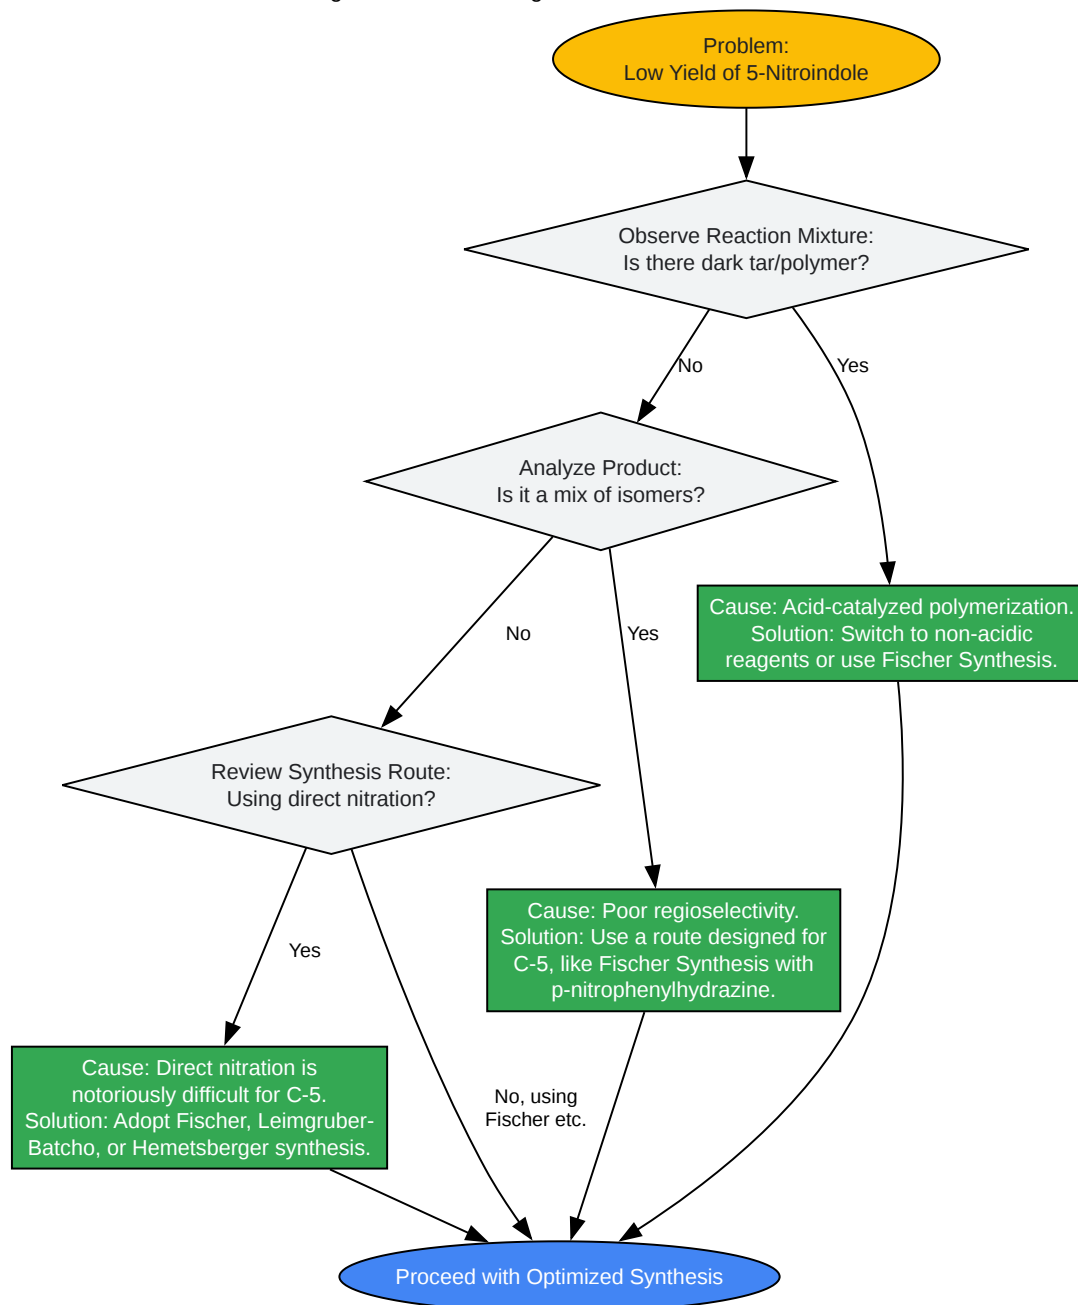 Problem:
Low Yield of 5-Nitroindole
Observe Reaction Mixture:
Is there dark tar/polymer?
No
Yes
Analyze Product:
Is it a mix of isomers?
No
Yes
Cause: Acid-catalyzed polymerization.
Solution: Switch to non-acidic
reagents or use Fischer Synthesis.
Review Synthesis Route:
Using direct nitration?
Yes
Cause: Poor regioselectivity.
Solution: Use a route designed for
C-5, like Fischer Synthesis with
p-nitrophenylhydrazine.
Cause: Direct nitration is
notoriously difficult for C-5.
Solution: Adopt Fischer, Leimgruber-
Batcho, or Hemetsberger synthesis.
No, using
Fischer etc.
Proceed with Optimized Synthesis